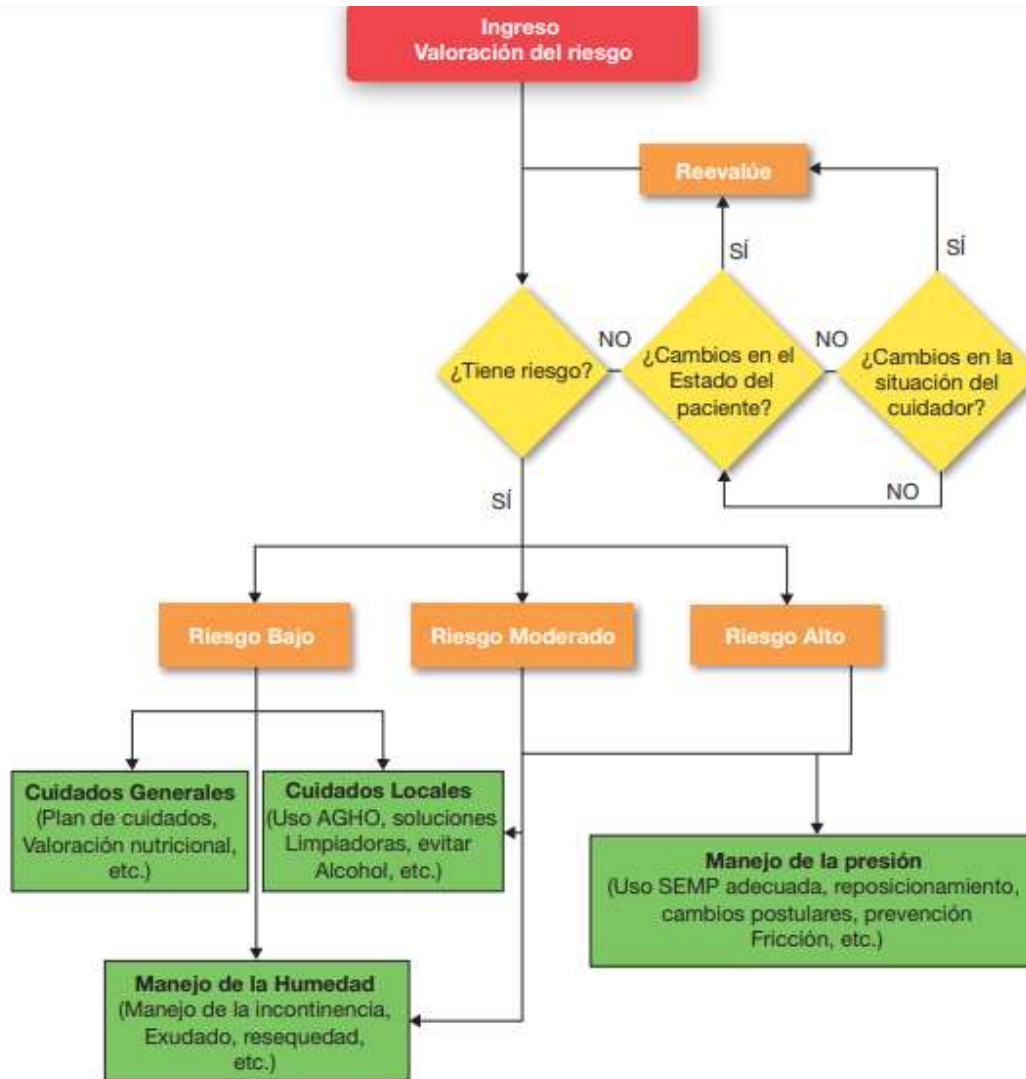 Ingreso
Valoración del riesgo
Reevalúe
SÍ
SÍ
¿Tiene riesgo?
NO
¿Cambios en el
Estado del
paciente?
NO
¿Cambios en la
situación del
cuidador?
NO
SÍ
Riesgo Bajo
Riesgo Moderado
Riesgo Alto
Cuidados Generales
(Plan de cuidados,
Valoración nutricional,
etc.)
Cuidados Locales
(Uso AGHO, soluciones
Limpiadoras, evitar
Alcohol, etc.)
Manejo de la presión
(Uso SEMP adecuada, reposicionamiento,
cambios postulares, prevención
Fricción, etc.)
Manejo de la Humedad
(Manejo de la incontinencia,
Exudado, resequedad,
etc.)